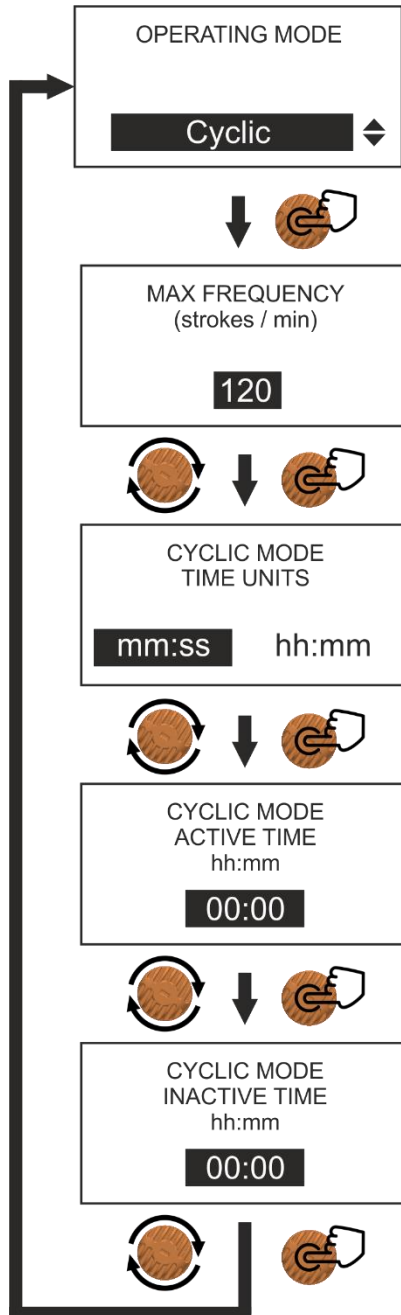 OPERATING MODE
Cyclic
MAX FREQUENCY
(strokes / min)
120
CYCLIC MODE
TIME UNITS
mm:ss hh:mm
CYCLIC MODE
ACTIVE TIME
hh:mm
00:00
CYCLIC MODE
INACTIVE TIME
hh:mm
00:00